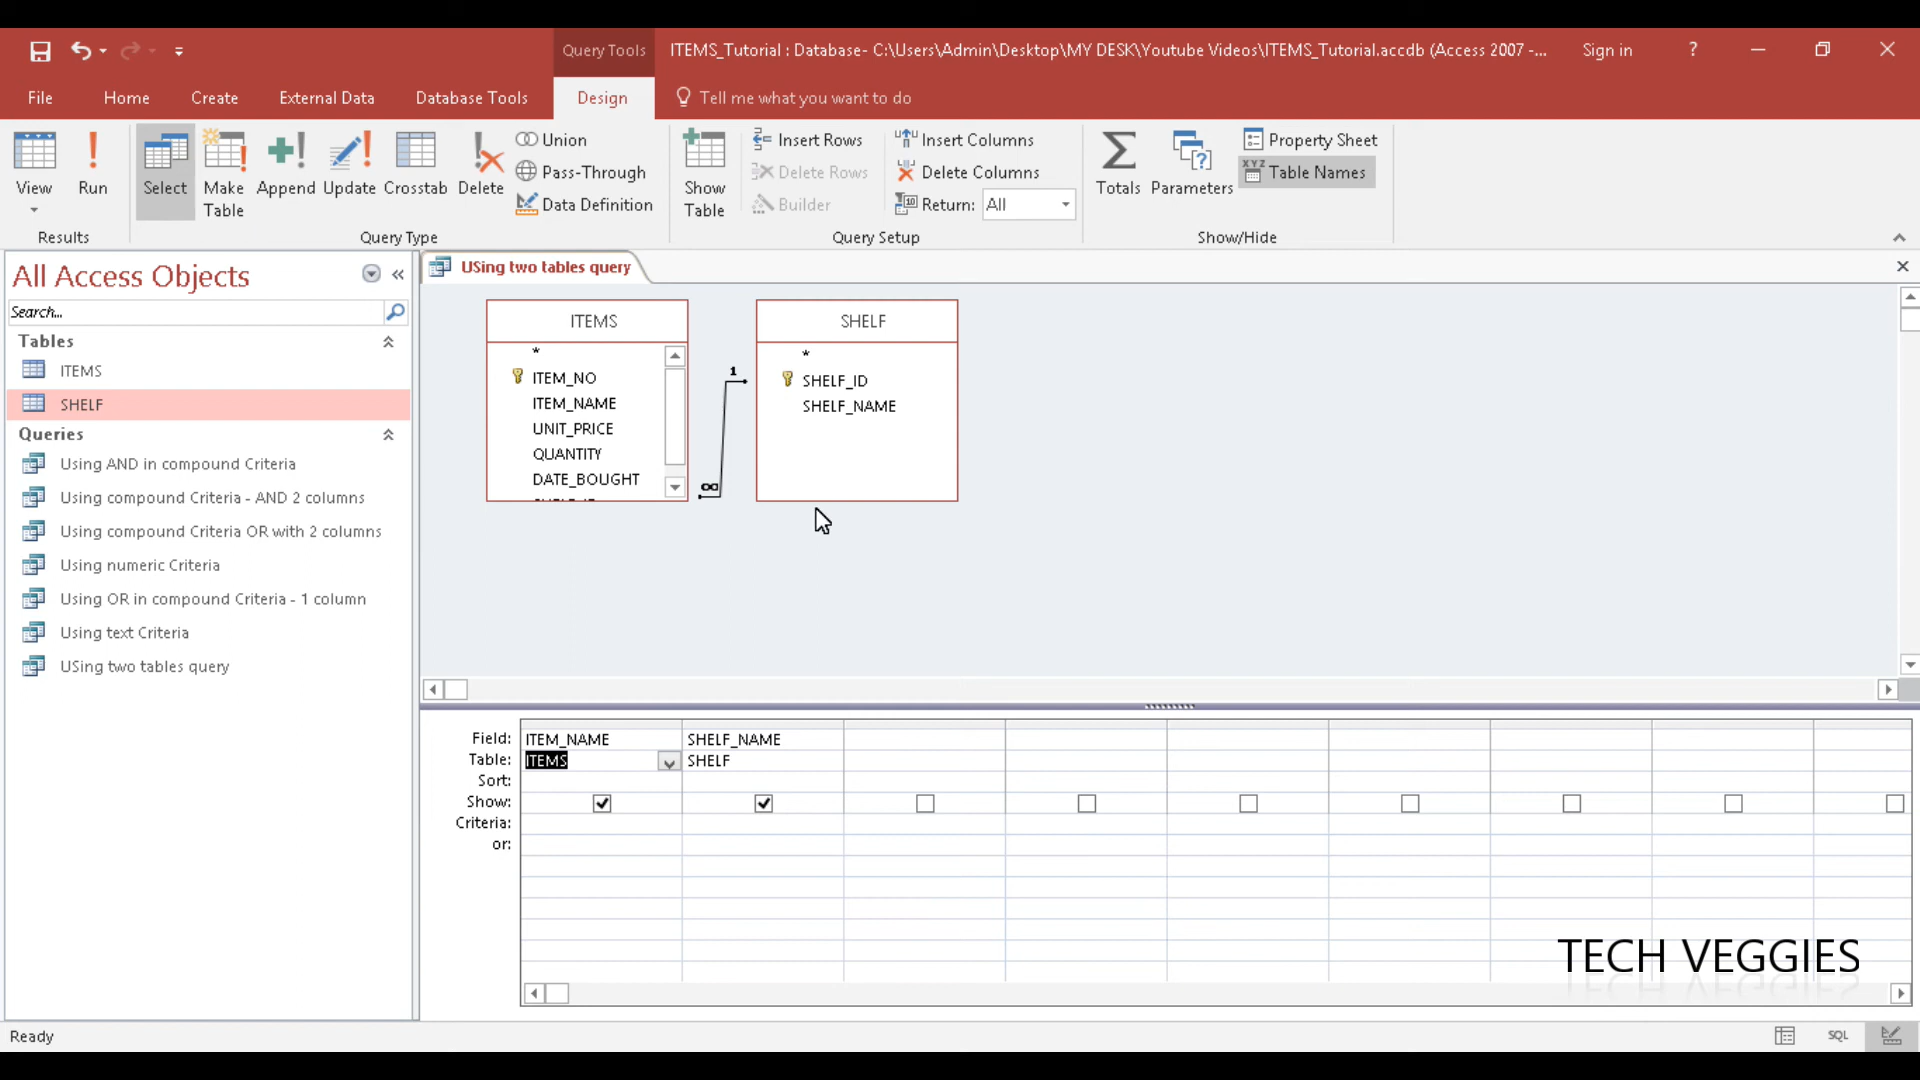 Query Tools
ITEMS_Tutorial : Database- C:\Users\Admin\Desktop\MY DESK\Youtube Videos\ITEMS_Tutorial.accdb (Access 2007 -...
Sign in
?
File
Home
Create
External Data
Database Tools
Design
Tell me what you want to do
View
Run
Select
Make Table
Append
Update
Crosstab
Delete
Union
Pass-Through
Data Definition
Show Table
Insert Rows
Delete Rows
Builder
Insert Columns
Delete Columns
Return: All
Totals
Parameters
Property Sheet
Table Names
Results
Query Type
Query Setup
Show/Hide
All Access Objects
Search...
Tables
ITEMS
SHELF
Queries
Using AND in compound Criteria
Using compound Criteria - AND 2 columns
Using compound Criteria OR with 2 columns
Using numeric Criteria
Using OR in compound Criteria - 1 column
Using text Criteria
USing two tables query
USing two tables query
ITEMS
*
ITEM_NO
ITEM_NAME
UNIT_PRICE
QUANTITY
DATE_BOUGHT
1
∞
SHELF
*
SHELF_ID
SHELF_NAME
Field: ITEM_NAME SHELF_NAME
Table: ITEMS SHELF
Sort:
Show:
Criteria:
or:
TECH VEGGIES
Ready
SQL